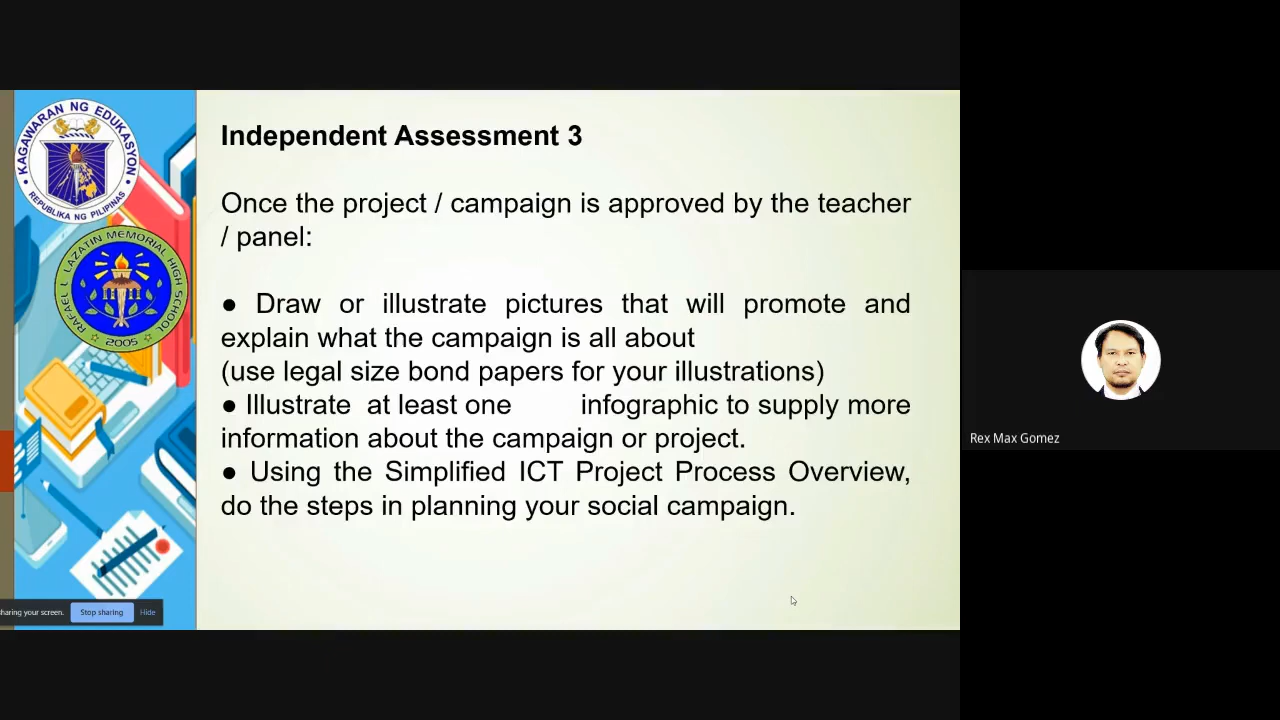 KAGAWARAN NG EDUKASYON
REPUBLIKA NG PILIPINAS
RAFAEL L. LAZATIN MEMORIAL HIGH SCHOOL
2005
Independent Assessment 3
Once the project / campaign is approved by the teacher
/ panel:
● Draw or illustrate pictures that will promote and
explain what the campaign is all about
(use legal size bond papers for your illustrations)
● Illustrate at least one infographic to supply more
information about the campaign or project.
● Using the Simplified ICT Project Process Overview,
do the steps in planning your social campaign.
haring your screen. Stop sharing Hide
Rex Max Gomez